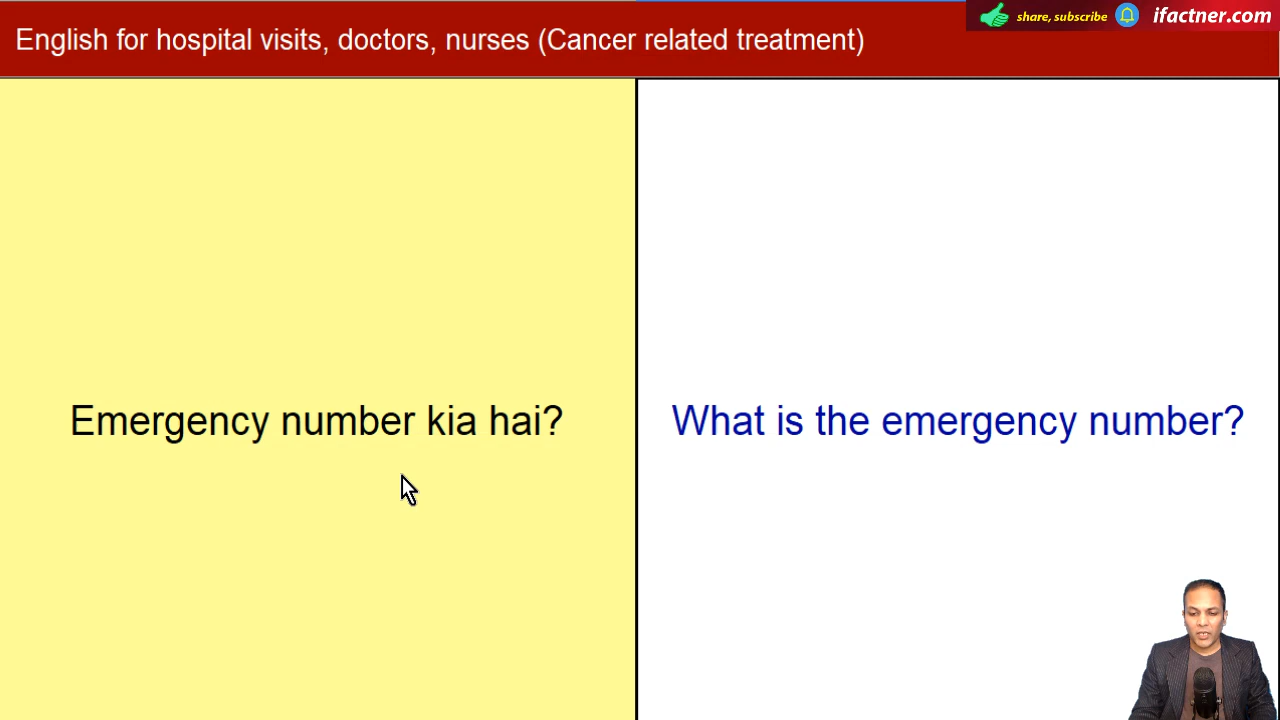 English for hospital visits, doctors, nurses (Cancer related treatment)
share, subscribe
ifactner.com
Emergency number kia hai?
What is the emergency number?